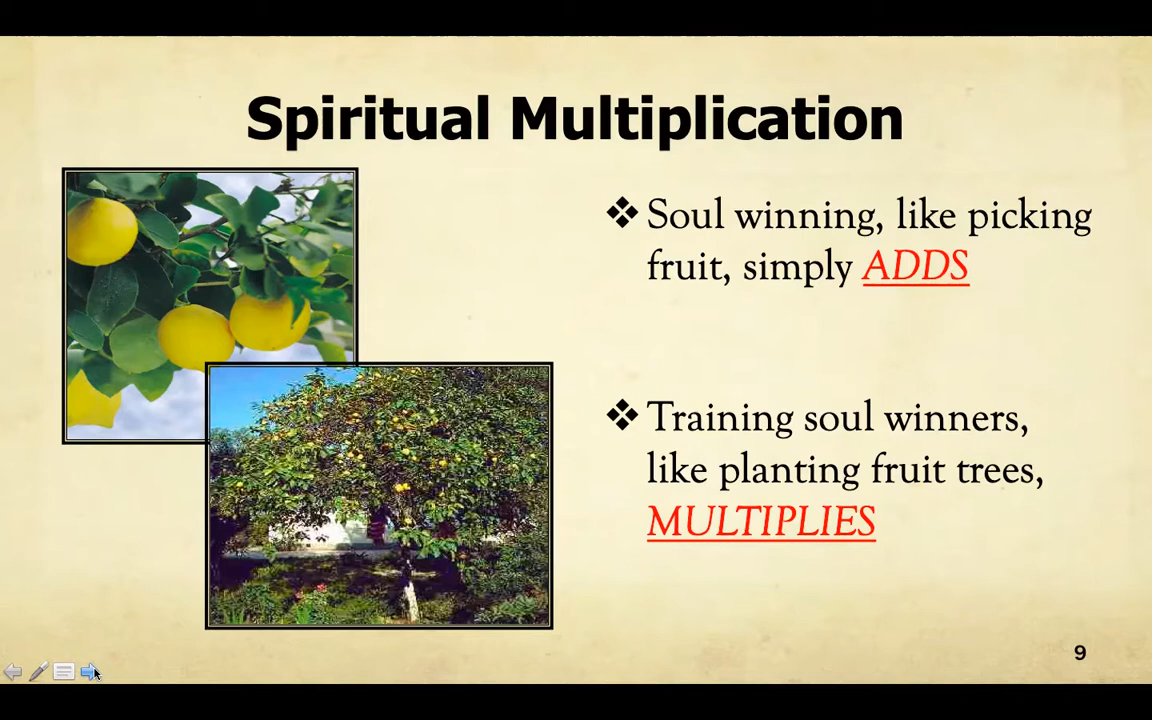 Spiritual Multiplication
❖ Soul winning, like picking
fruit, simply ADDS
❖ Training soul winners,
like planting fruit trees,
MULTIPLIES
9